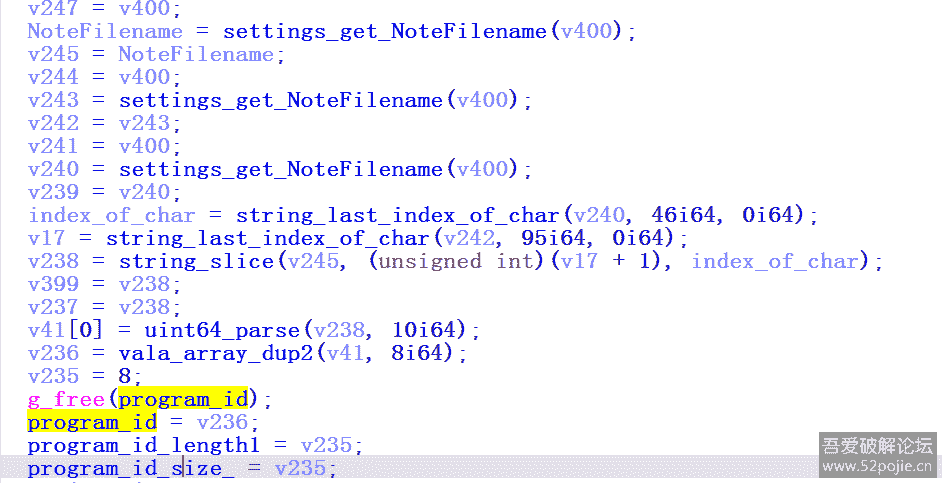 v247 = v400;
NoteFilename = settings_get_NoteFilename(v400);
v245 = NoteFilename;
v244 = v400;
v243 = settings_get_NoteFilename(v400);
v242 = v243;
v241 = v400;
v240 = settings_get_NoteFilename(v400);
v239 = v240;
index_of_char = string_last_index_of_char(v240, 46i64, 0i64);
v17 = string_last_index_of_char(v242, 95i64, 0i64);
v238 = string_slice(v245, (unsigned int)(v17 + 1), index_of_char);
v399 = v238;
v237 = v238;
v41[0] = uint64_parse(v238, 10i64);
v236 = vala_array_dup2(v41, 8i64);
v235 = 8;
g_free(program_id);
program_id = v236;
program_id_length1 = v235;
program_id_size_ = v235;
吾爱破解论坛
www.52pojie.cn